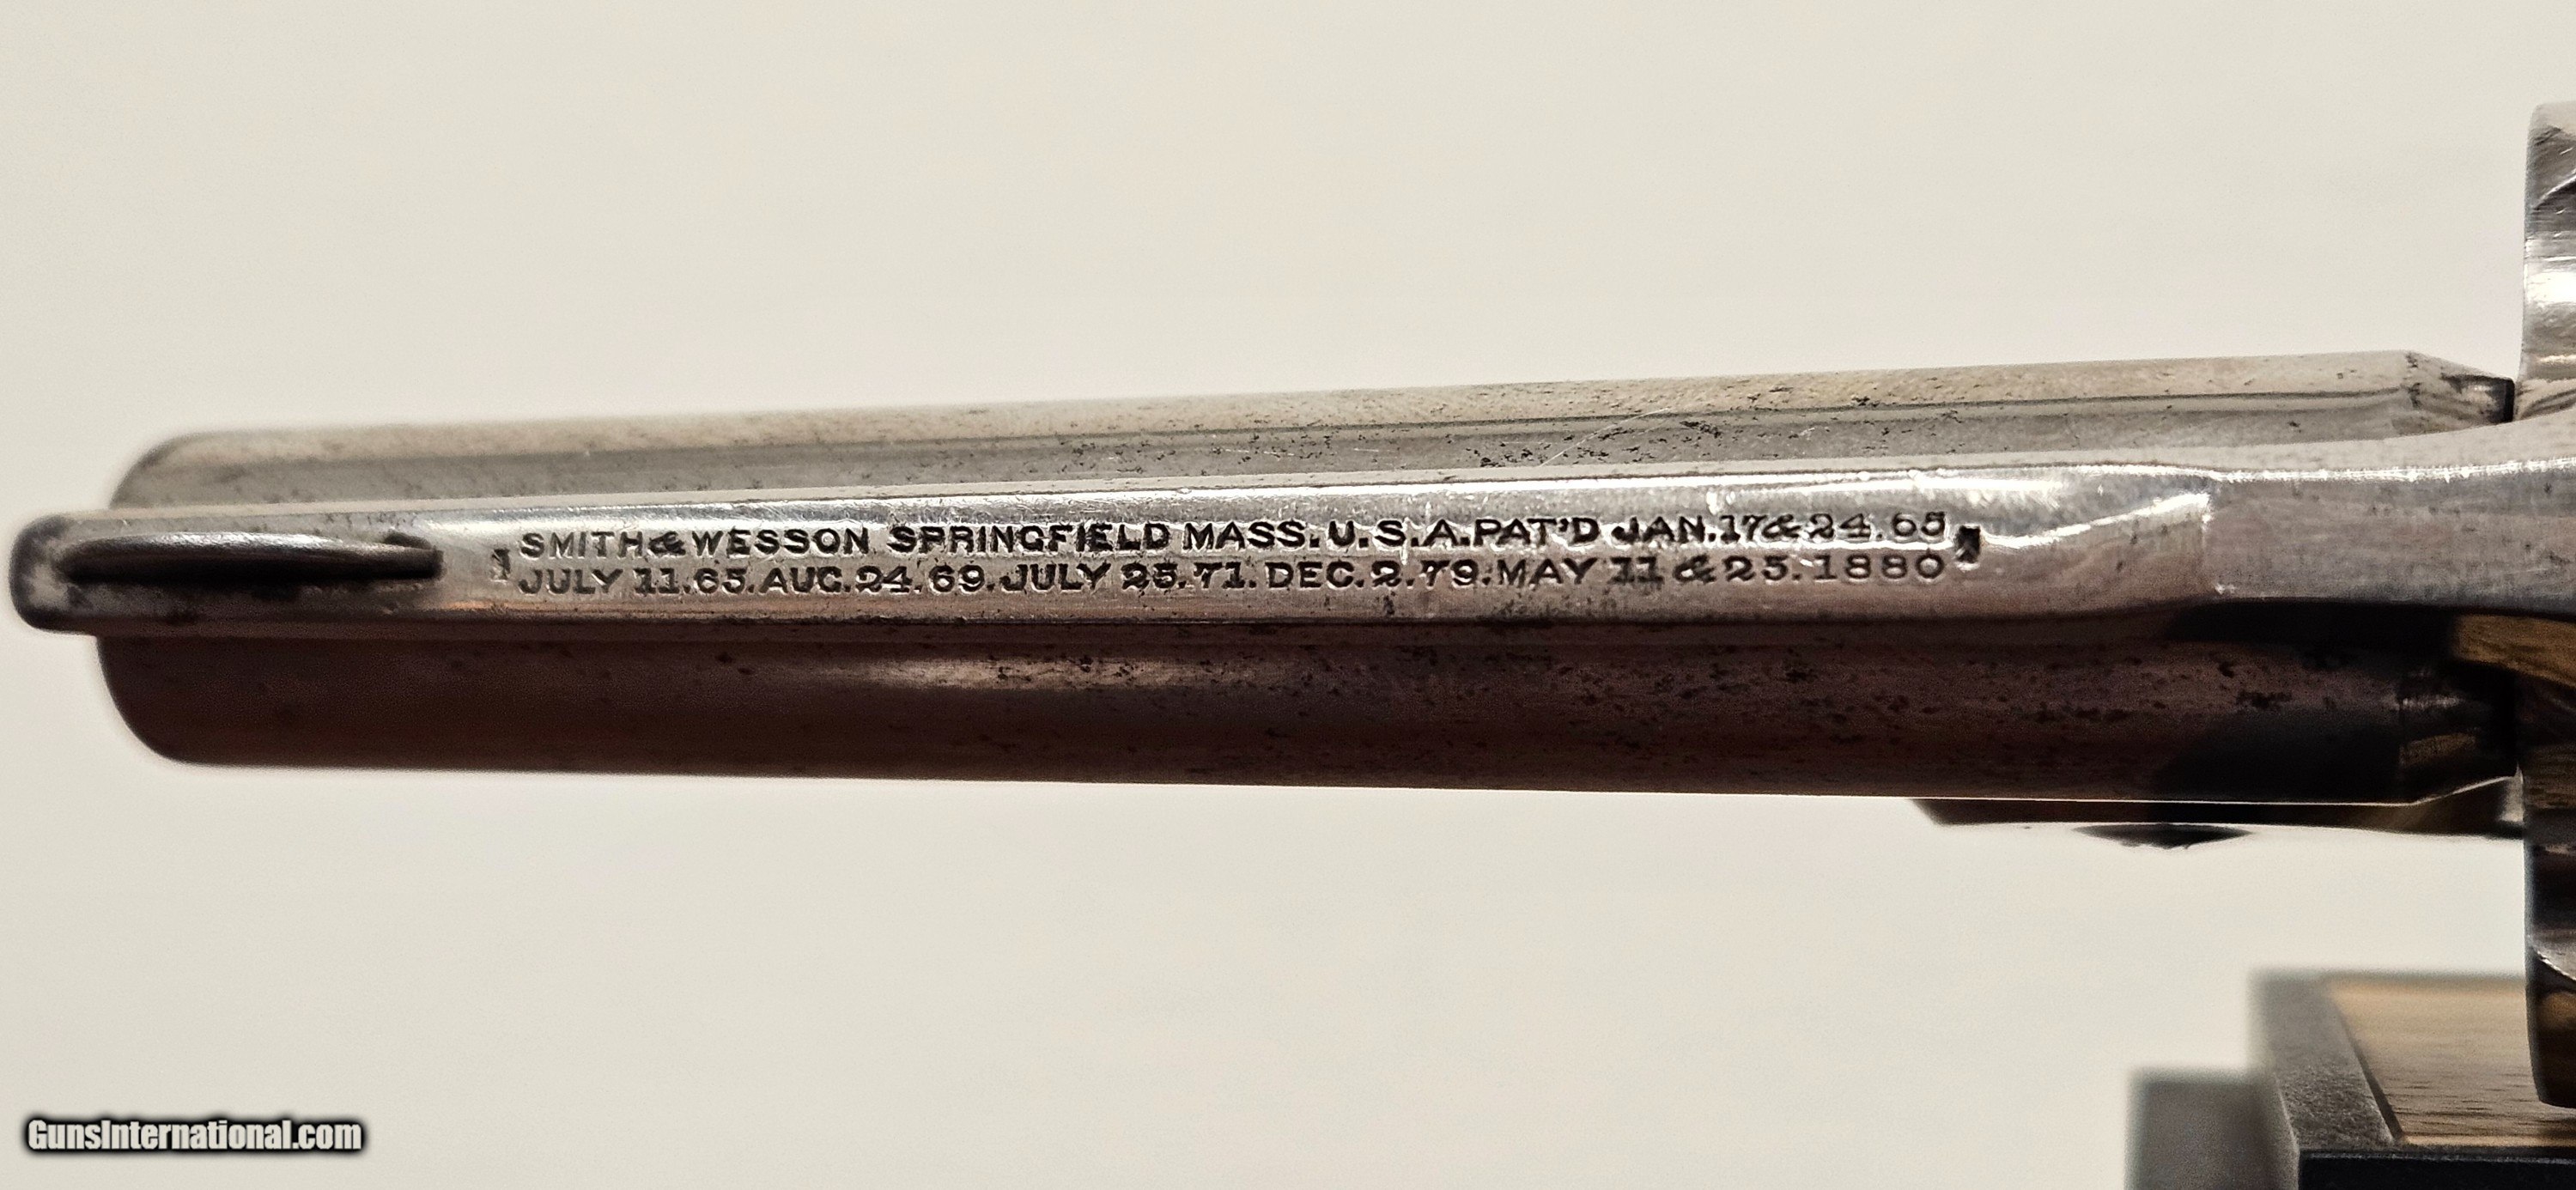 SMITH & WESSON SPRINGFIELD MASS. U.S.A. PAT'D JAN. 17 & 24. 65
JULY 11. 65. AUG. 24. 69. JULY 25. 71. DEC. 2. 79. MAY 11 & 25. 1880
GunsInternational.com